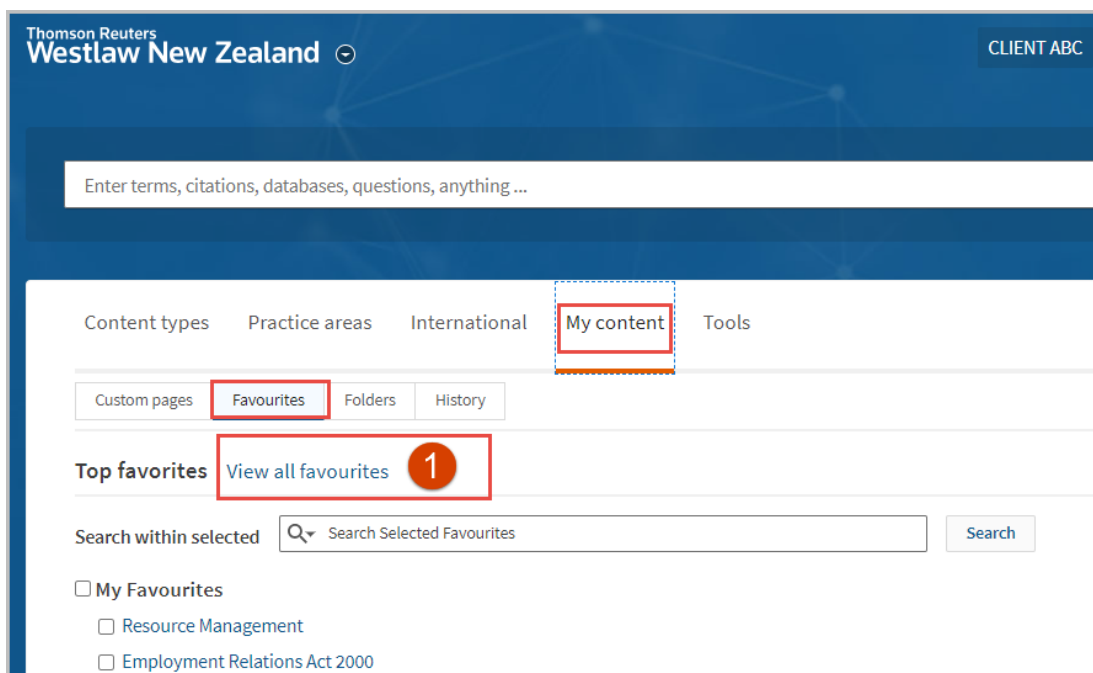 Thomson Reuters
Westlaw New Zealand
CLIENT ABC
Enter terms, citations, databases, questions, anything ...
Content types Practice areas International My content Tools
Custom pages Favourites Folders History
Top favorites View all favourites 1
Search within selected Search Selected Favourites Search
My Favourites
Resource Management
Employment Relations Act 2000